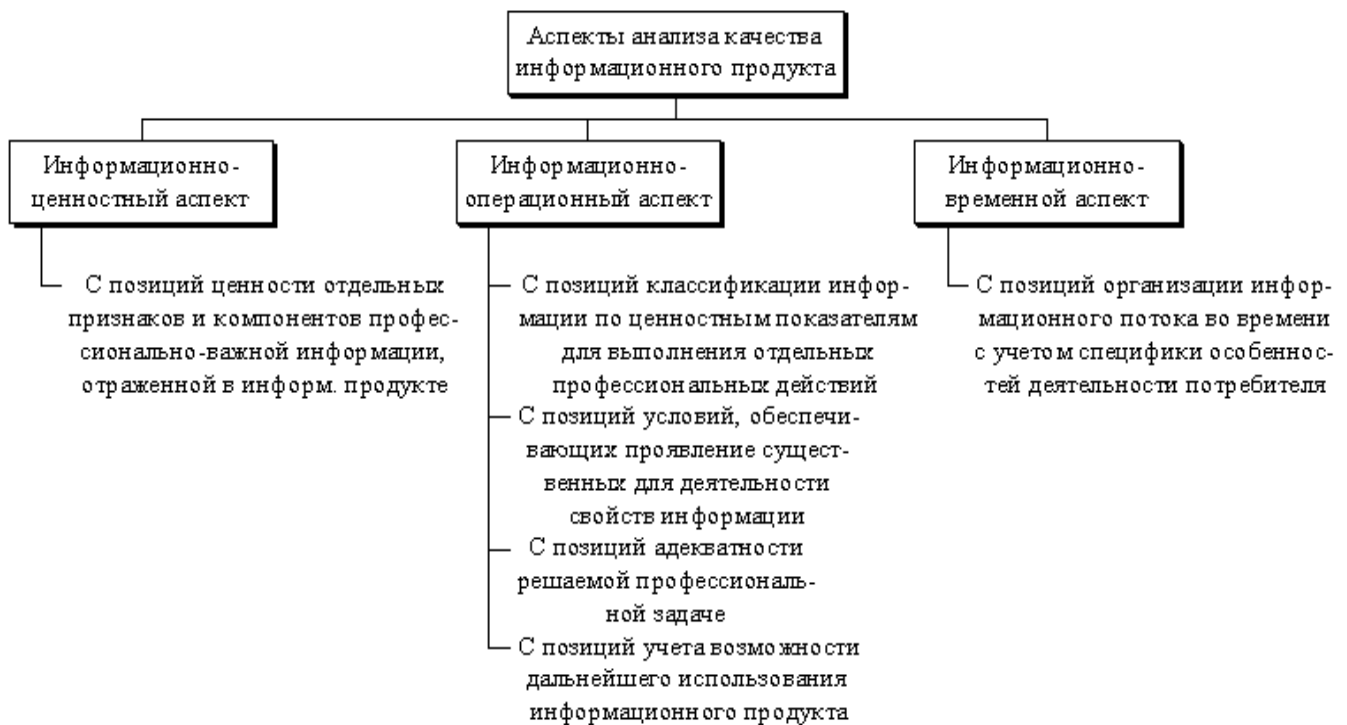 Аспекты анализа качества
информационного продукта
Информационно-
ценностный аспект
С позиций ценности отдельных
признаков и компонентов профес-
сионально-важной информации,
отраженной в информ. продукте
Информационно-
операционный аспект
С позиций классификации инфор-
мации по ценностным показателям
для выполнения отдельных
профессиональных действий
С позиций условий, обеспечи-
вающих проявление сущест-
венных для деятельности
свойств информации
С позиций адекватности
решаемой профессиональ-
ной задаче
С позиций учета возможности
дальнейшего использования
информационного продукта
Информационно-
временной аспект
С позиций организации инфор-
мационного потока во времени
с учетом специфики особеннос-
тей деятельности потребителя